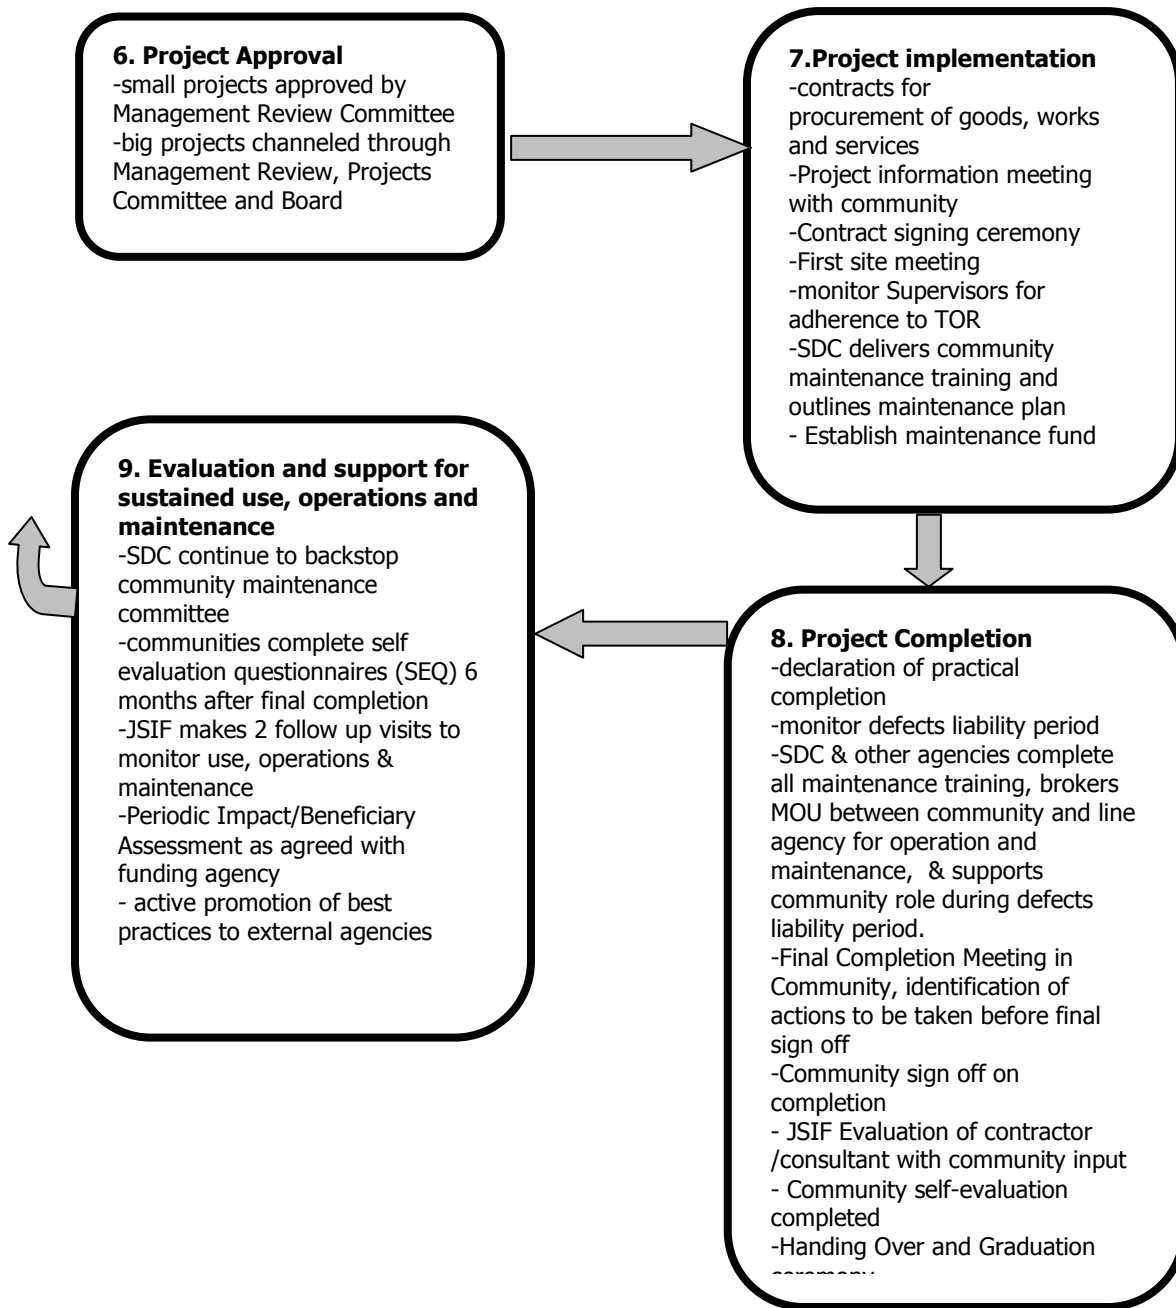 6. Project Approval
-small projects approved by
Management Review Committee
-big projects channeled through
Management Review, Projects
Committee and Board
7.Project implementation
-contracts for
procurement of goods, works
and services
-Project information meeting
with community
-Contract signing ceremony
-First site meeting
-monitor Supervisors for
adherence to TOR
-SDC delivers community
maintenance training and
outlines maintenance plan
- Establish maintenance fund
8. Project Completion
-declaration of practical
completion
-monitor defects liability period
-SDC & other agencies complete
all maintenance training, brokers
MOU between community and line
agency for operation and
maintenance, & supports
community role during defects
liability period.
-Final Completion Meeting in
Community, identification of
actions to be taken before final
sign off
-Community sign off on
completion
- JSIF Evaluation of contractor
/consultant with community input
- Community self-evaluation
completed
-Handing Over and Graduation
9. Evaluation and support for
sustained use, operations and
maintenance
-SDC continue to backstop
community maintenance
committee
-communities complete self
evaluation questionnaires (SEQ) 6
months after final completion
-JSIF makes 2 follow up visits to
monitor use, operations &
maintenance
-Periodic Impact/Beneficiary
Assessment as agreed with
funding agency
- active promotion of best
practices to external agencies